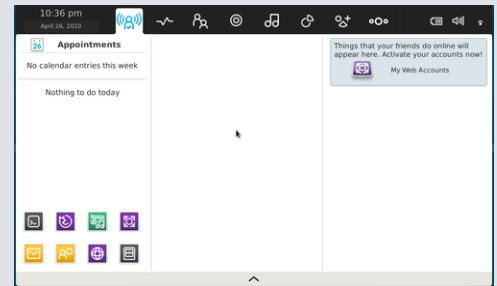 10:36 pm
April 26, 2010
26
Appointments
No calendar entries this week
Nothing to do today
Things that your friends do online will
appear here. Activate your accounts now!
My Web Accounts